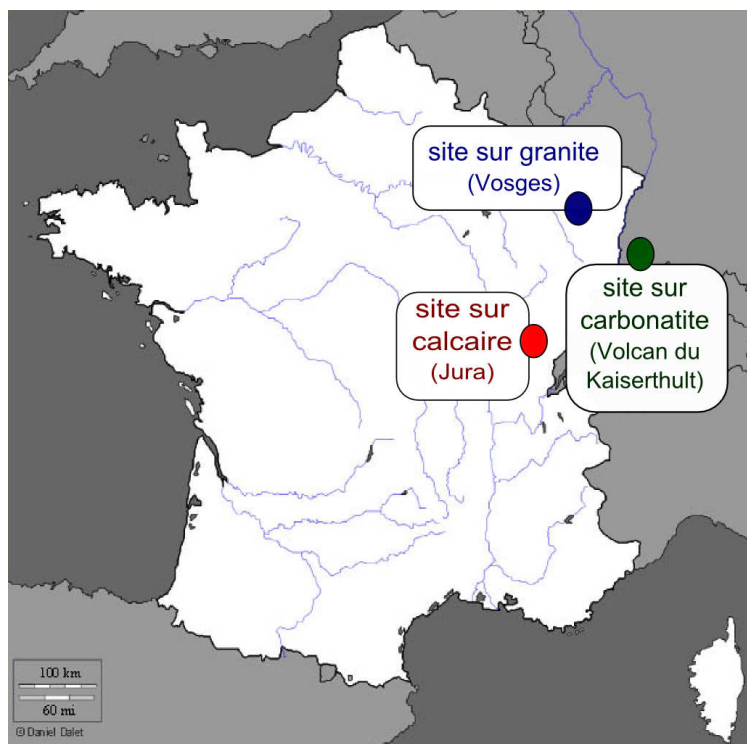 site sur granite
(Vosges)
site sur
calcaire
(Jura)
site sur
carbonatite
(Volcan du
Kaiserthult)
100 km
60 mi
© Daniel Dalet